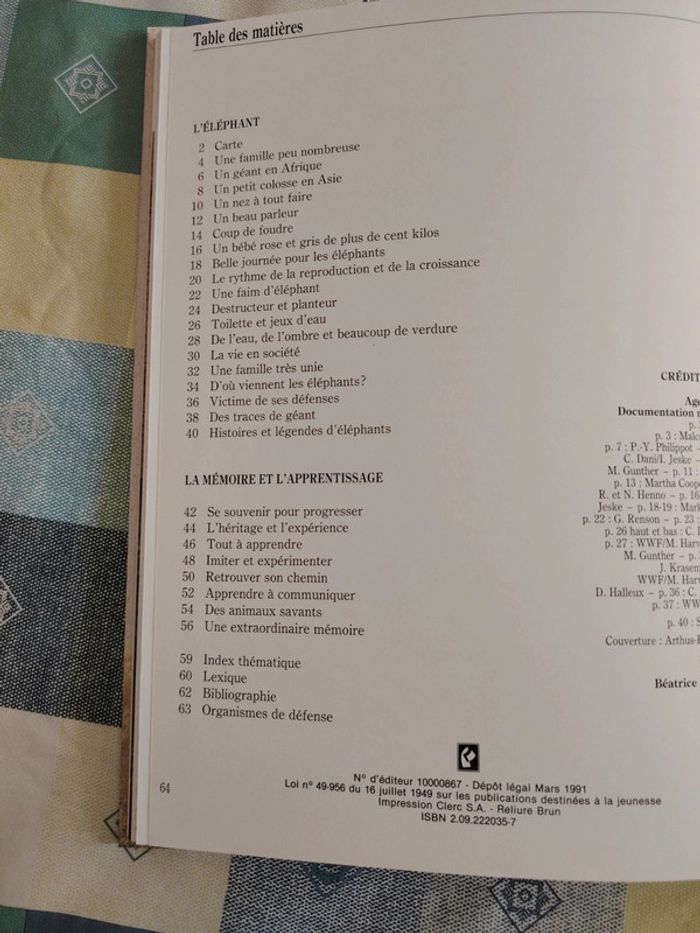 Table des matières
L'ÉLÉPHANT
2 Carte
4 Une famille peu nombreuse
6 Un géant en Afrique
8 Un petit colosse en Asie
10 Un nez à tout faire
12 Un beau parleur
14 Coup de foudre
16 Un bébé rose et gris de plus de cent kilos
18 Belle journée pour les éléphants
20 Le rythme de la reproduction et de la croissance
22 Une faim d'éléphant
24 Destructeur et planteur
26 Toilette et jeux d'eau
28 De l'eau, de l'ombre et beaucoup de verdure
30 La vie en société
32 Une famille très unie
34 D'où viennent les éléphants?
36 Victime de ses défenses
38 Des traces de géant
40 Histoires et légendes d'éléphants
LA MÉMOIRE ET L'APPRENTISSAGE
42 Se souvenir pour progresser
44 L'héritage et l'expérience
46 Tout à apprendre
48 Imiter et expérimenter
50 Retrouver son chemin
52 Apprendre à communiquer
54 Des animaux savants
56 Une extraordinaire mémoire
59 Index thématique
60 Lexique
62 Bibliographie
63 Organismes de défense
CRÉDIT
Documentation
p. 3 :
p. 7 : P.-Y. Philippot –
C. Dani/I. Jeske –
M. Gunther – p. 11 :
p. 13 : Martha
R. et N. Henno – p. 16
Jeske – p. 18-19 :
p. 22 : G. Renson – p. 23 :
p. 26 haut et bas : C.
p. 27 : WWF/M.
M. Gunther – p.
J.
WWF/M.
D. Halleux – p. 36 : C.
p. 37 :
p. 40 :
Couverture :
Béatrice
64
N° d'éditeur 10000867 - Dépôt légal Mars 1991
Loi n° 49-956 du 16 juillet 1949 sur les publications destinées à la jeunesse
Impression Clerc S.A. - Reliure Brun
ISBN 2.09.222035-7